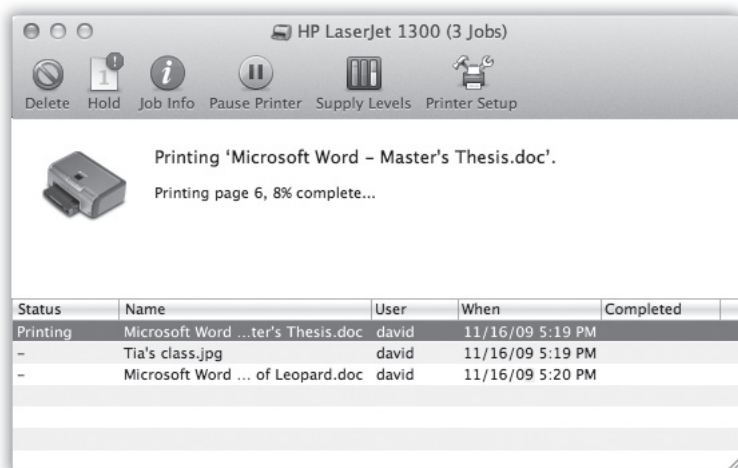 HP LaserJet 1300 (3 Jobs)
1
Delete Hold Job Info Pause Printer Supply Levels Printer Setup
Printing ‘Microsoft Word – Master's Thesis.doc’.
Printing page 6, 8% complete...
Status Name User When Completed
Printing Microsoft Word ...ter's Thesis.doc david 11/16/09 5:19 PM
– Tia's class.jpg david 11/16/09 5:19 PM
– Microsoft Word ... of Leopard.doc david 11/16/09 5:20 PM